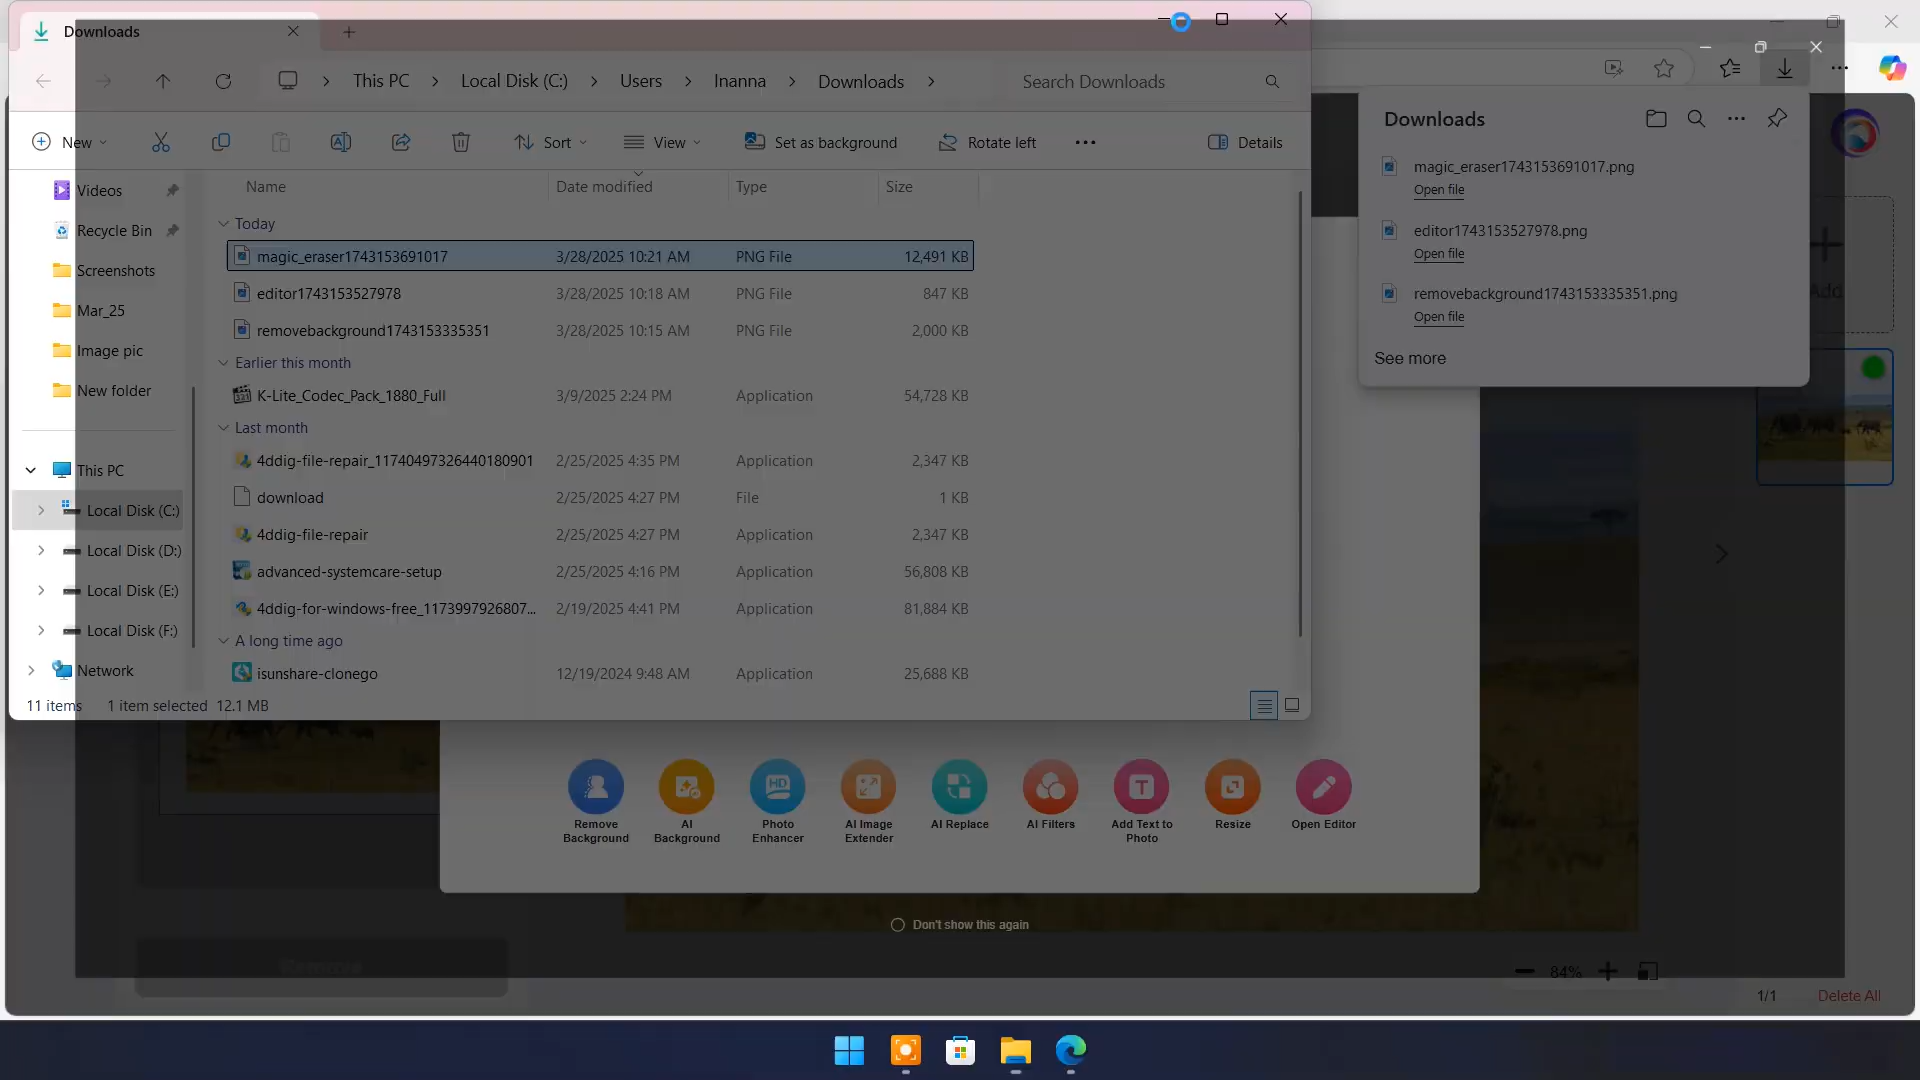 Downloads
This PC
Local Disk (C:)
Users
Inanna
Downloads
Search Downloads
New
Sort
View
Set as background
Rotate left
Details
Name
Date modified
Type
Size
Videos
Recycle Bin
Screenshots
Mar_25
Image pic
New folder
This PC
Local Disk (C:)
Local Disk (D:)
Local Disk (E:)
Local Disk (F:)
Network
Today
magic_eraser1743153691017 3/28/2025 10:21 AM PNG File 12,491 KB
editor1743153527978 3/28/2025 10:18 AM PNG File 847 KB
removebackground1743153335351 3/28/2025 10:15 AM PNG File 2,000 KB
Earlier this month
K-Lite_Codec_Pack_1880_Full 3/9/2025 2:24 PM Application 54,728 KB
Last month
4ddig-file-repair_11740497326440180901 2/25/2025 4:35 PM Application 2,347 KB
download 2/25/2025 4:27 PM File 1 KB
4ddig-file-repair 2/25/2025 4:27 PM Application 2,347 KB
advanced-systemcare-setup 2/25/2025 4:16 PM Application 56,808 KB
4ddig-for-windows-free_1173997926807... 2/19/2025 4:41 PM Application 81,884 KB
A long time ago
isunshare-clonego 12/19/2024 9:48 AM Application 25,688 KB
11 items 1 item selected 12.1 MB
Downloads
magic_eraser1743153691017.png
Open file
editor1743153527978.png
Open file
removebackground1743153335351.png
Open file
See more
Add
Remove Background
AI Background
Photo Enhancer
AI Image Extender
AI Replace
AI Filters
Add Text to Photo
Resize
Open Editor
Don't show this again
Remove
84%
1/1
Delete All